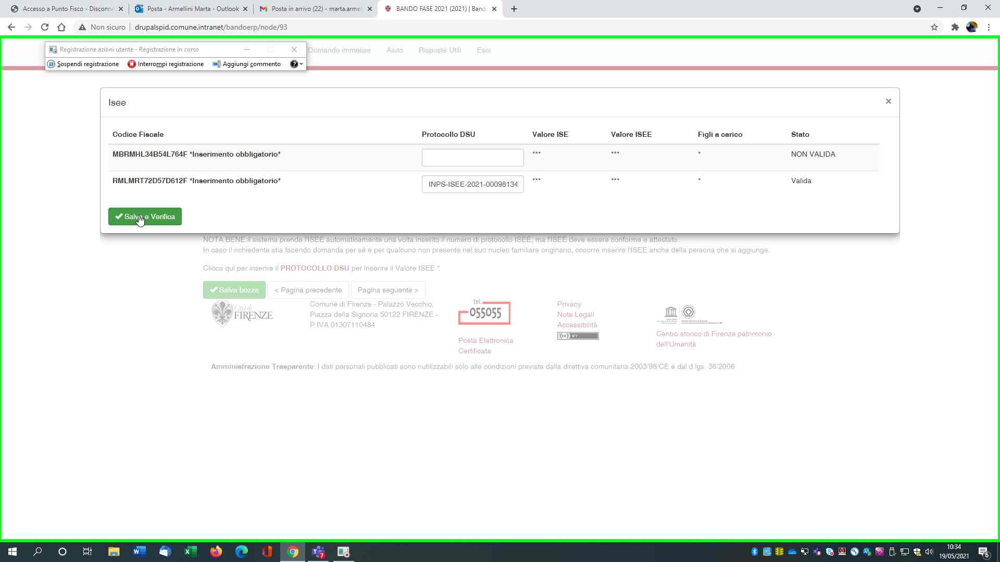 Accesso a Punto Fisco - Disconne
Posta - Armellini Marta - Outlook
Posta in arrivo (22) - marta.armel
BANDO FASE 2021 (2021) | Band
Non sicuro
drupalspid.comune.intranet/bandoerp/node/93
Registrazione azioni utente - Registrazione in corso
Domande immesse
Aiuto
Risposte Utili
Esci
Sospendi registrazione
Interrompi registrazione
Aggiungi commento
Isee
×
Codice Fiscale
Protocollo DSU
Valore ISE
Valore ISEE
Figli a carico
Stato
MBRMHL34B54L764F *Inserimento obbligatorio*
***
***
*
NON VALIDA
RMLMRT72D57D612F *Inserimento obbligatorio*
INPS-ISEE-2021-00098134
***
***
*
Valida
Salva e Verifica
NOTA BENE:il sistema prende l'ISEE automaticamente una volta inserito il numero di protocollo ISEE, ma l'ISEE deve essere conforme e attestato.
In caso il richiedente stia facendo domanda per sé e per qualcuno non presente nel suo nucleo familiare originario, occorre inserire l'ISEE anche della persona che si aggiunge.
Clicca qui per inserire il PROTOCOLLO DSU per inserire il Valore ISEE *
Salva bozza
< Pagina precedente
Pagina seguente >
Città di
FIRENZE
Comune di Firenze - Palazzo Vecchio,
Piazza della Signoria 50122 FIRENZE -
P.IVA 01307110484
tel.
055055
Posta Elettronica
Certificata
Privacy
Note Legali
Accessibilità
(cc) BY
Centro storico di Firenze patrimonio
dell'Umanità
Amministrazione Trasparente: I dati personali pubblicati sono riutilizzabili solo alle condizioni previste dalla direttiva comunitaria 2003/98/CE e dal d.lgs. 36/2006
7
10:34
19/05/2021
6